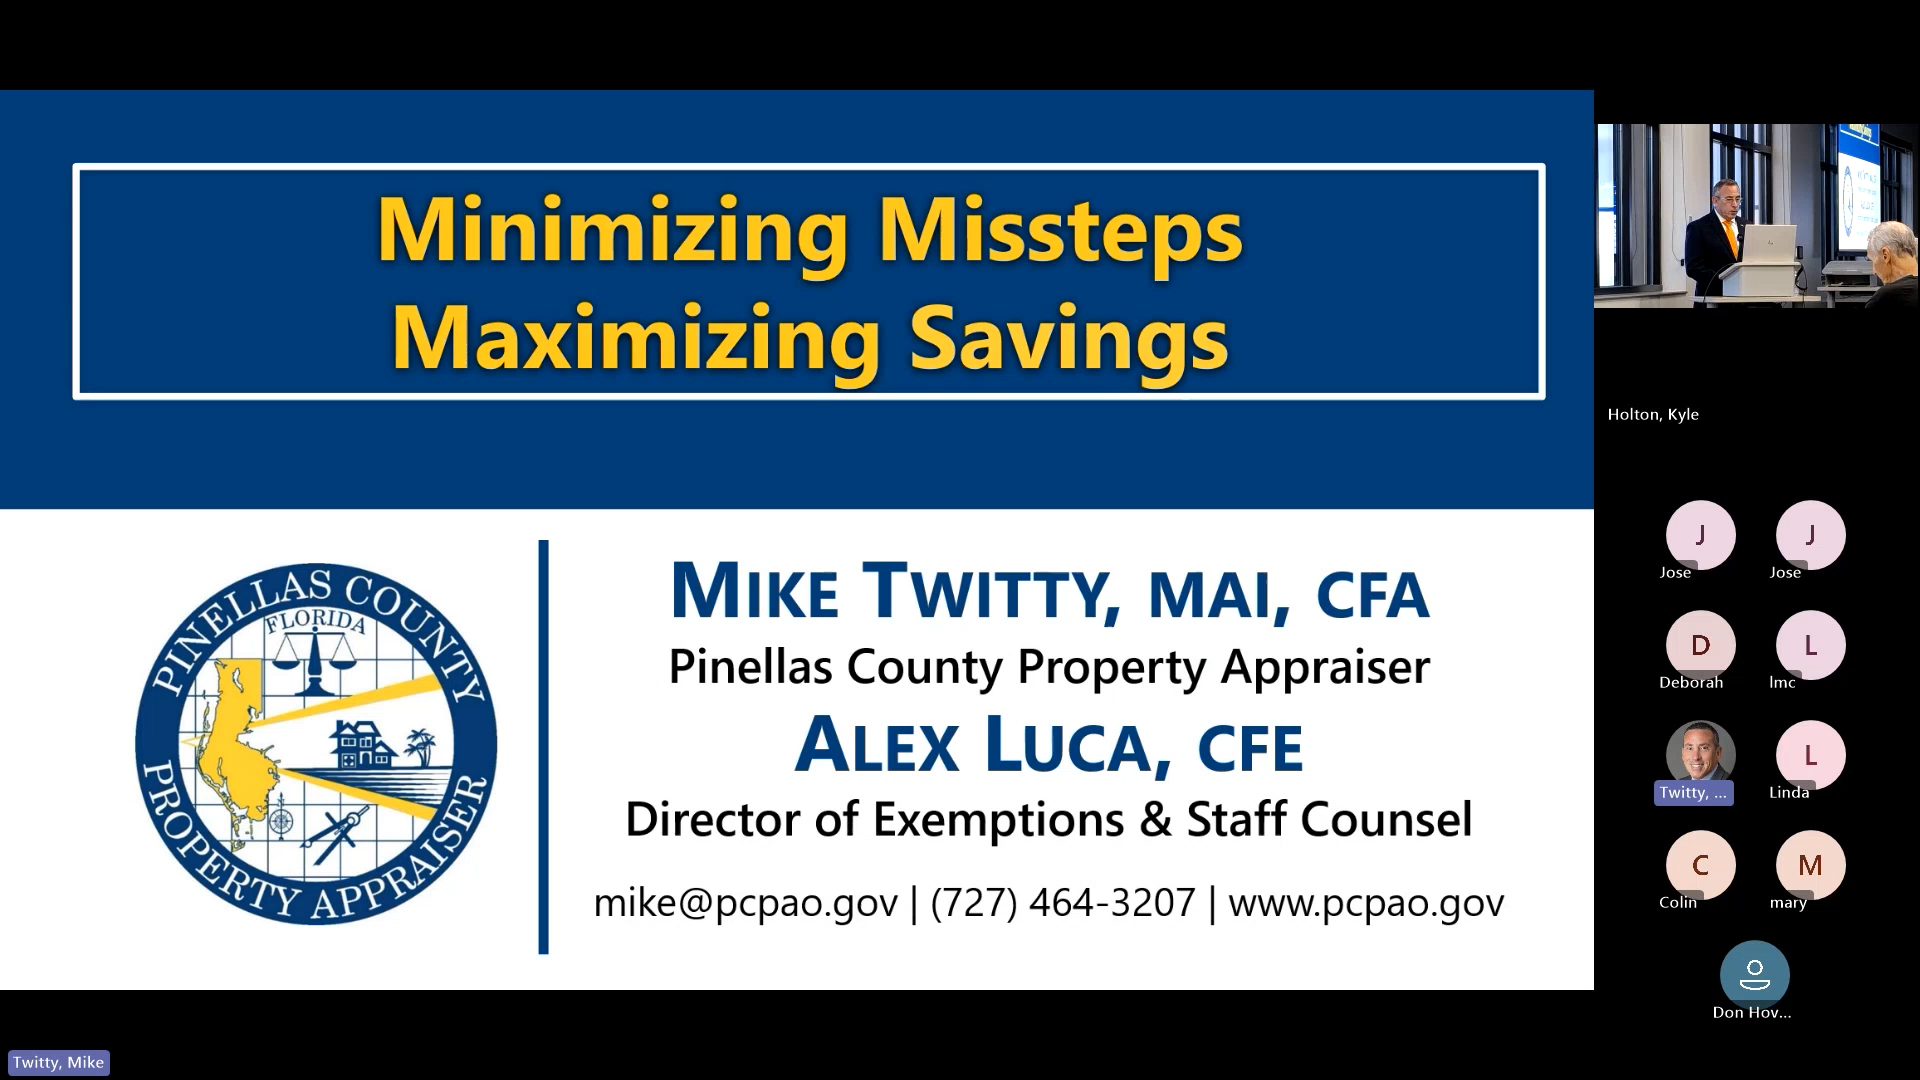 Minimizing Missteps
Maximizing Savings
PINELLAS COUNTY
FLORIDA
PROPERTY APPRAISER
MIKE TWITTY, MAI, CFA
Pinellas County Property Appraiser
ALEX LUCA, CFE
Director of Exemptions & Staff Counsel
mike@pcpao.gov | (727) 464-3207 | www.pcpao.gov
Holton, Kyle
J
J
Jose
Jose
D
L
Deborah
lmc
L
Twitty, ...
Linda
C
M
Colin
mary
Don Hov...
Twitty, Mike